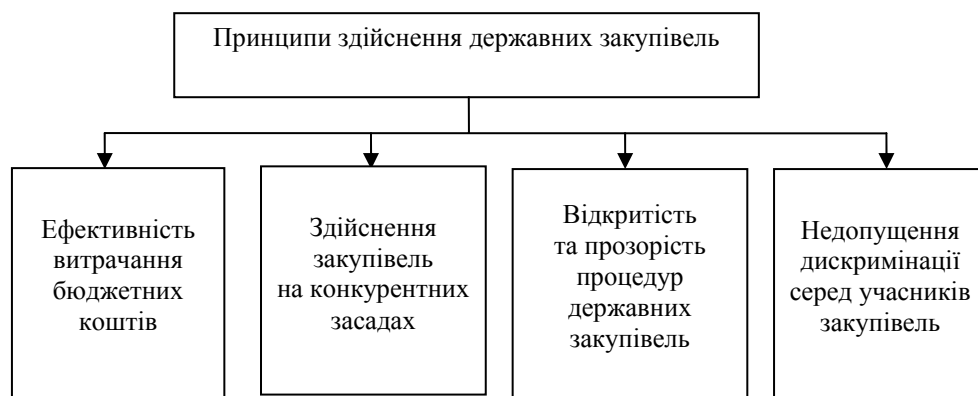 Принципи здійснення державних закупівель
Ефективність
витрачання
бюджетних
коштів
Здійснення
закупівель
на конкурентних
засадах
Відкритість
та прозорість
процедур
державних
закупівель
Недопущення
дискримінації
серед учасників
закупівель